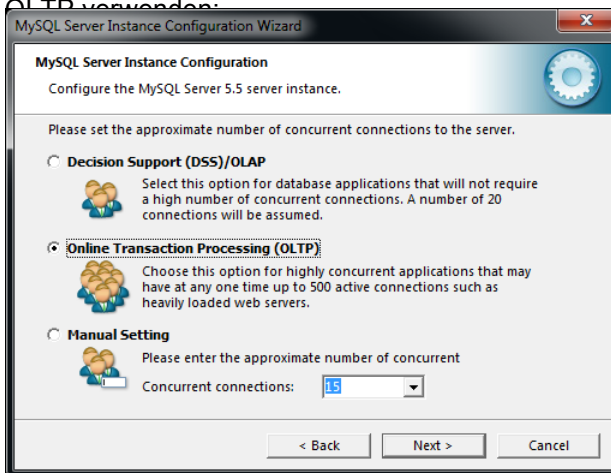 OLTP verwenden:
MySQL Server Instance Configuration Wizard
MySQL Server Instance Configuration
Configure the MySQL Server 5.5 server instance.
Please set the approximate number of concurrent connections to the server.
Decision Support (DSS)/OLAP
Select this option for database applications that will not require
a high number of concurrent connections. A number of 20
connections will be assumed.
Online Transaction Processing (OLTP)
Choose this option for highly concurrent applications that may
have at any one time up to 500 active connections such as
heavily loaded web servers.
Manual Setting
Please enter the approximate number of concurrent
Concurrent connections: 15
< Back Next > Cancel